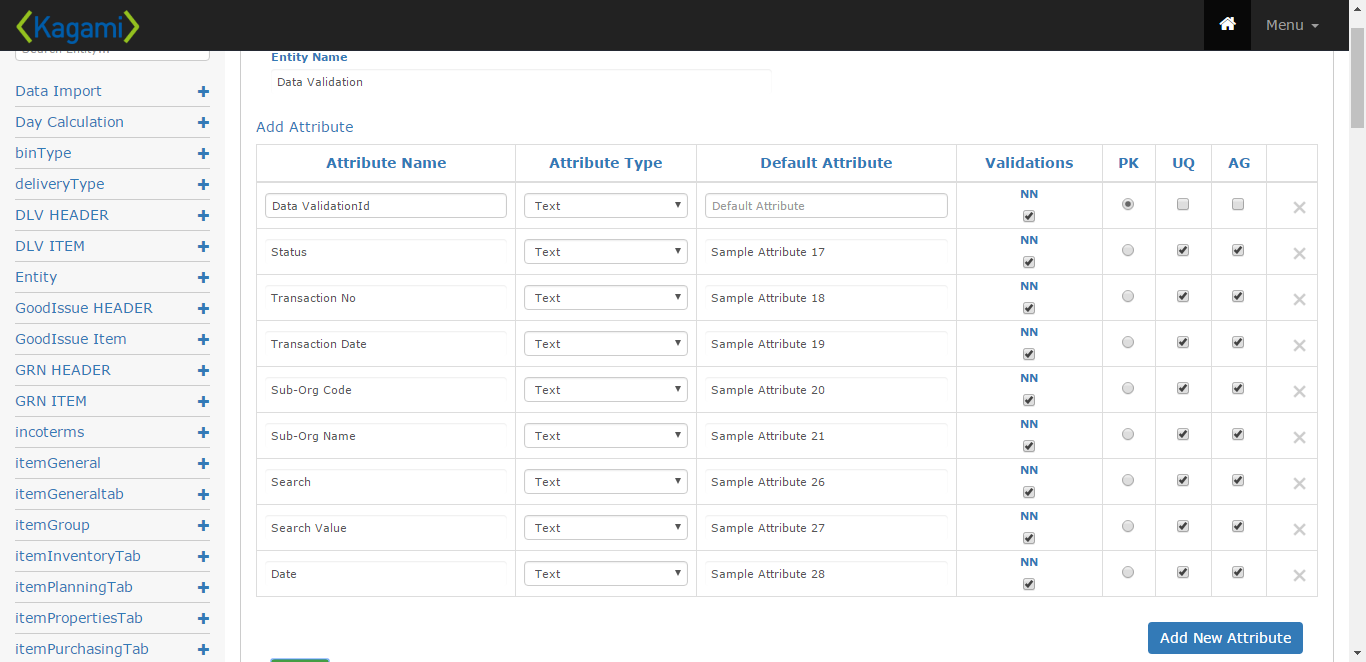 Kagami
Menu
Search Entity...
Data Import
Day Calculation
binType
deliveryType
DLV HEADER
DLV ITEM
Entity
GoodIssue HEADER
GoodIssue Item
GRN HEADER
GRN ITEM
incoterms
itemGeneral
itemGeneraltab
itemGroup
itemInventoryTab
itemPlanningTab
itemPropertiesTab
itemPurchasingTab
Entity Name
Data Validation
Add Attribute
Attribute Name Attribute Type Default Attribute Validations PK UQ AG
Data ValidationId Text Default Attribute NN
Status Text Sample Attribute 17 NN
Transaction No Text Sample Attribute 18 NN
Transaction Date Text Sample Attribute 19 NN
Sub-Org Code Text Sample Attribute 20 NN
Sub-Org Name Text Sample Attribute 21 NN
Search Text Sample Attribute 26 NN
Search Value Text Sample Attribute 27 NN
Date Text Sample Attribute 28 NN
Add New Attribute